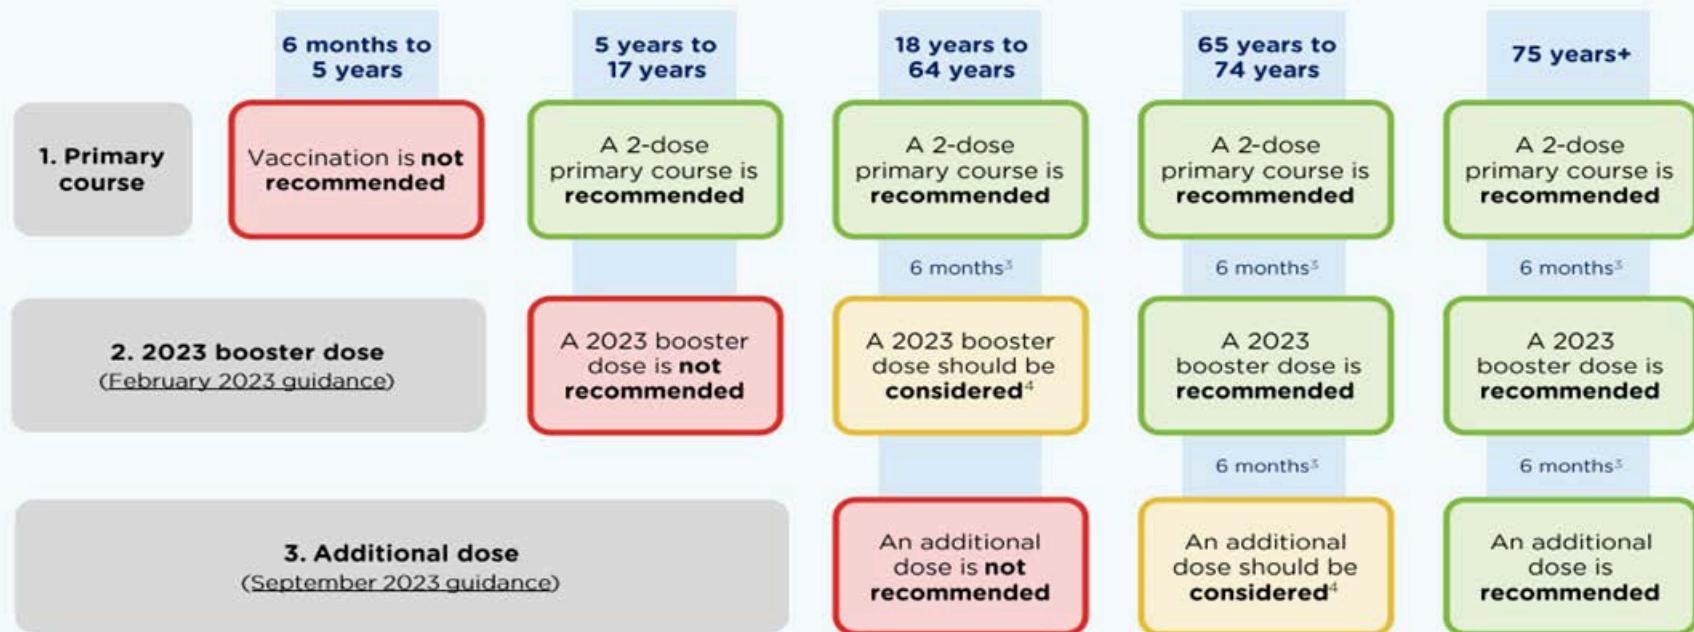 6 months to
5 years
5 years to
17 years
18 years to
64 years
65 years to
74 years
75 years+
1. Primary
course
Vaccination is not
recommended
A 2-dose
primary course is
recommended
A 2-dose
primary course is
recommended
A 2-dose
primary course is
recommended
A 2-dose
primary course is
recommended
6 months³
6 months³
6 months³
2. 2023 booster dose
(February 2023 guidance)
A 2023 booster
dose is not
recommended
A 2023 booster
dose should be
considered⁴
A 2023
booster dose is
recommended
A 2023
booster dose is
recommended
6 months³
6 months³
3. Additional dose
(September 2023 guidance)
An additional
dose is not
recommended
An additional
dose should be
considered⁴
An additional
dose is
recommended